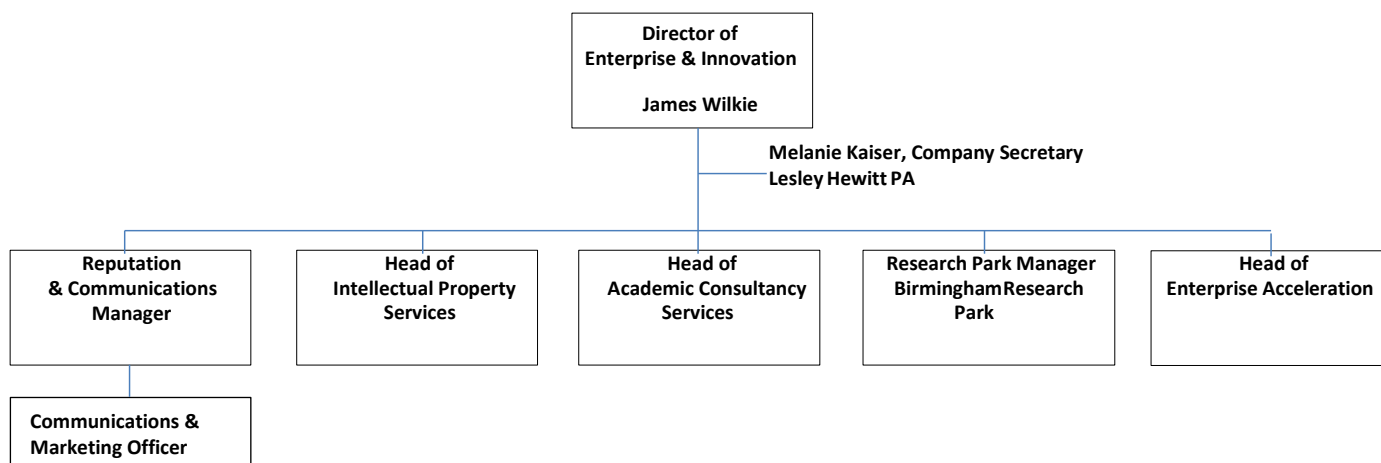 Director of
Enterprise & Innovation
James Wilkie
Melanie Kaiser, Company Secretary
Lesley Hewitt PA
Reputation
& Communications
Manager
Head of
Intellectual Property
Services
Head of
Academic Consultancy
Services
Research Park Manager
BirminghamResearch
Park
Head of
Enterprise Acceleration
Communications &
Marketing Officer